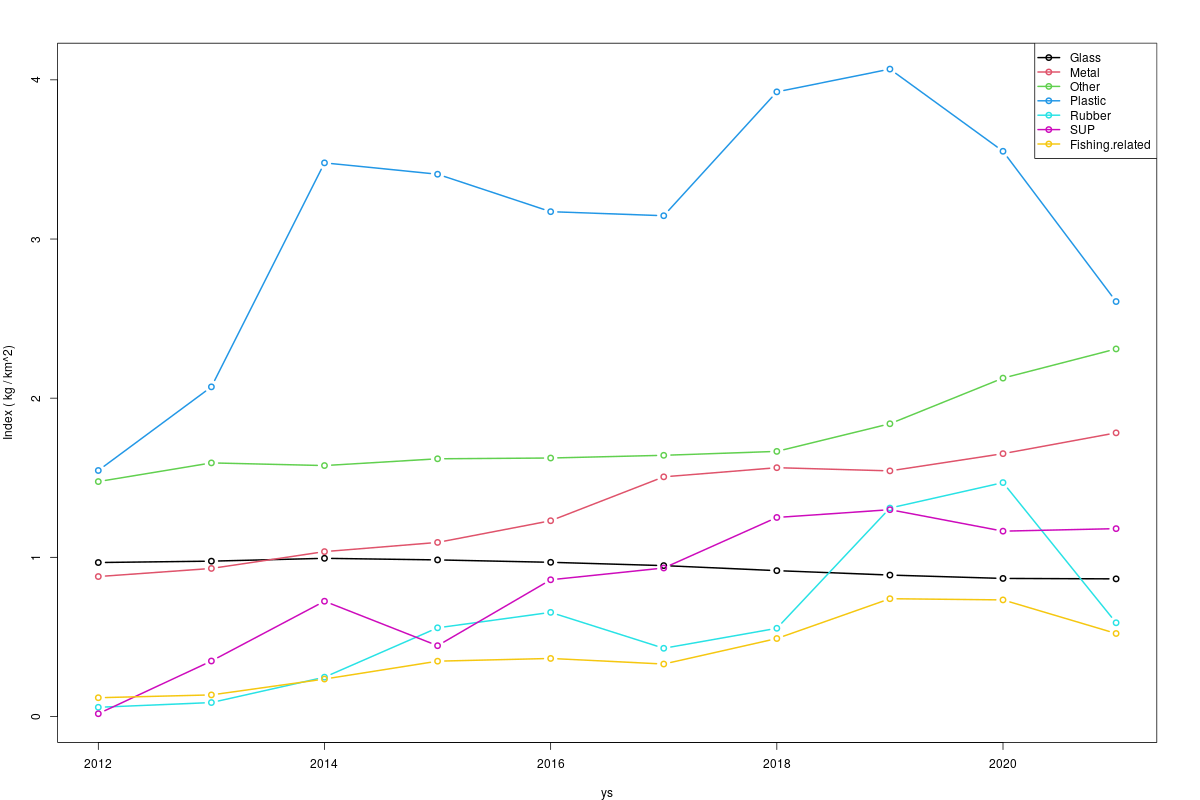 Glass
Metal
Other
Plastic
Rubber
SUP
Fishing.related
Index ( kg / km^2)
4
3
2
1
0
2012
2014
2016
2018
2020
ys